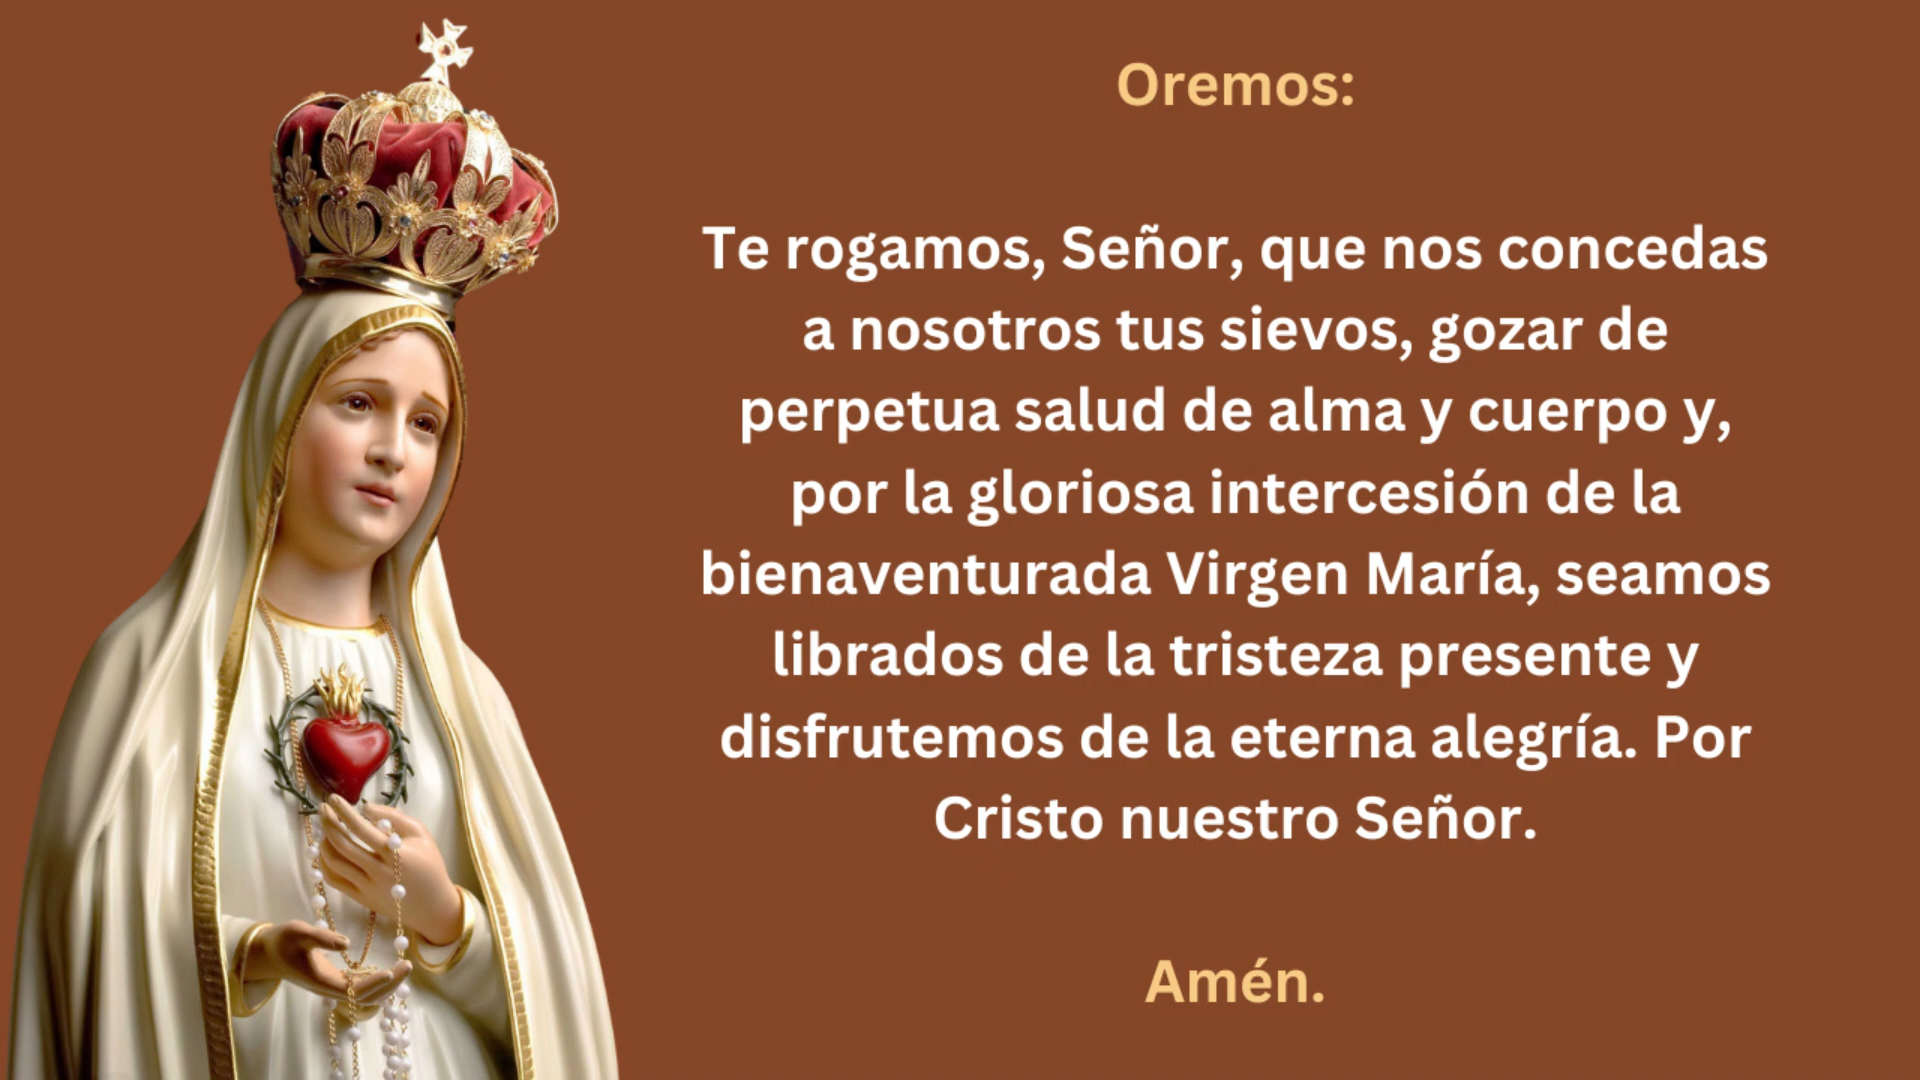 Oremos:
Te rogamos, Señor, que nos concedas
a nosotros tus sievos, gozar de
perpetua salud de alma y cuerpo y,
por la gloriosa intercesión de la
bienaventurada Virgen María, seamos
librados de la tristeza presente y
disfrutemos de la eterna alegría. Por
Cristo nuestro Señor.
Amén.